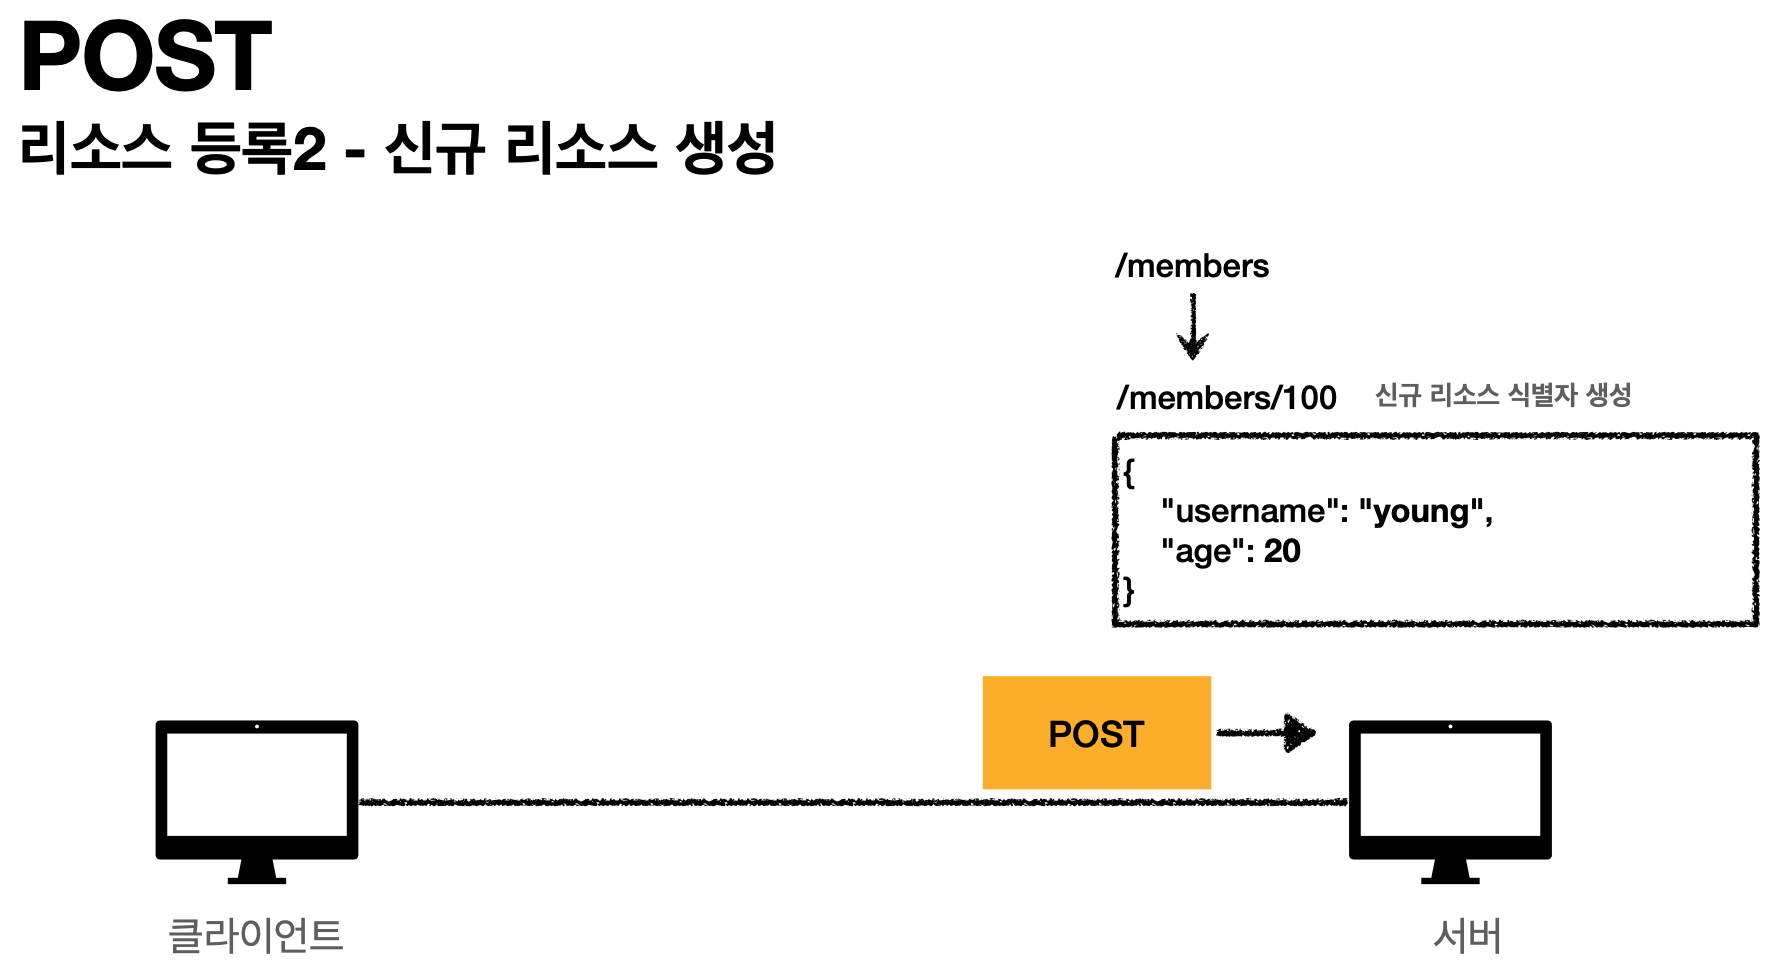 POST
리소스 등록2 - 신규 리소스 생성
/members
/members/100 신규 리소스 식별자 생성
{
"username": "young",
"age": 20
}
POST
클라이언트 서버